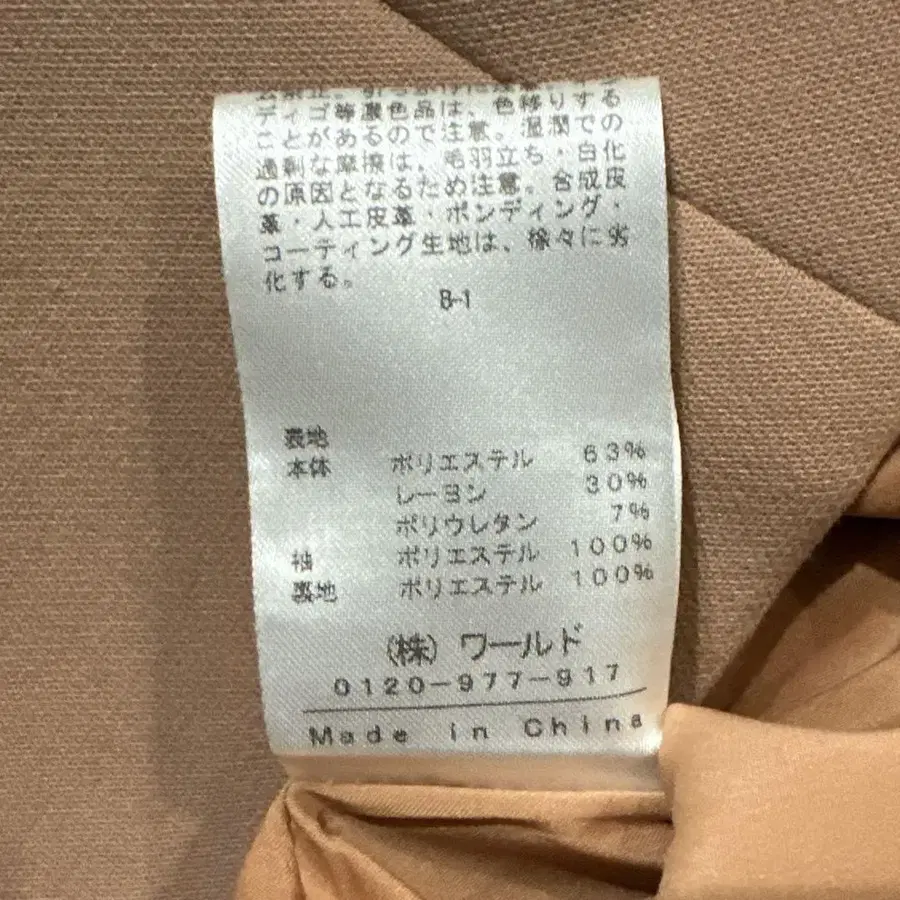 ディゴ等濃色品は、色移りする
ことがあるので注意。湿潤での
過剰な摩擦は、毛羽立ち・白化
の原因となるため注意。合成皮
革・人工皮革・ボンディング・
コーティング生地は、徐々に劣
化する。
B-1
表地
本体 ポリエステル 63%
レーヨン 30%
ポリウレタン 7%
袖 ポリエステル 100%
裏地 ポリエステル 100%
(株) ワールド
0120-977-917
Made in China